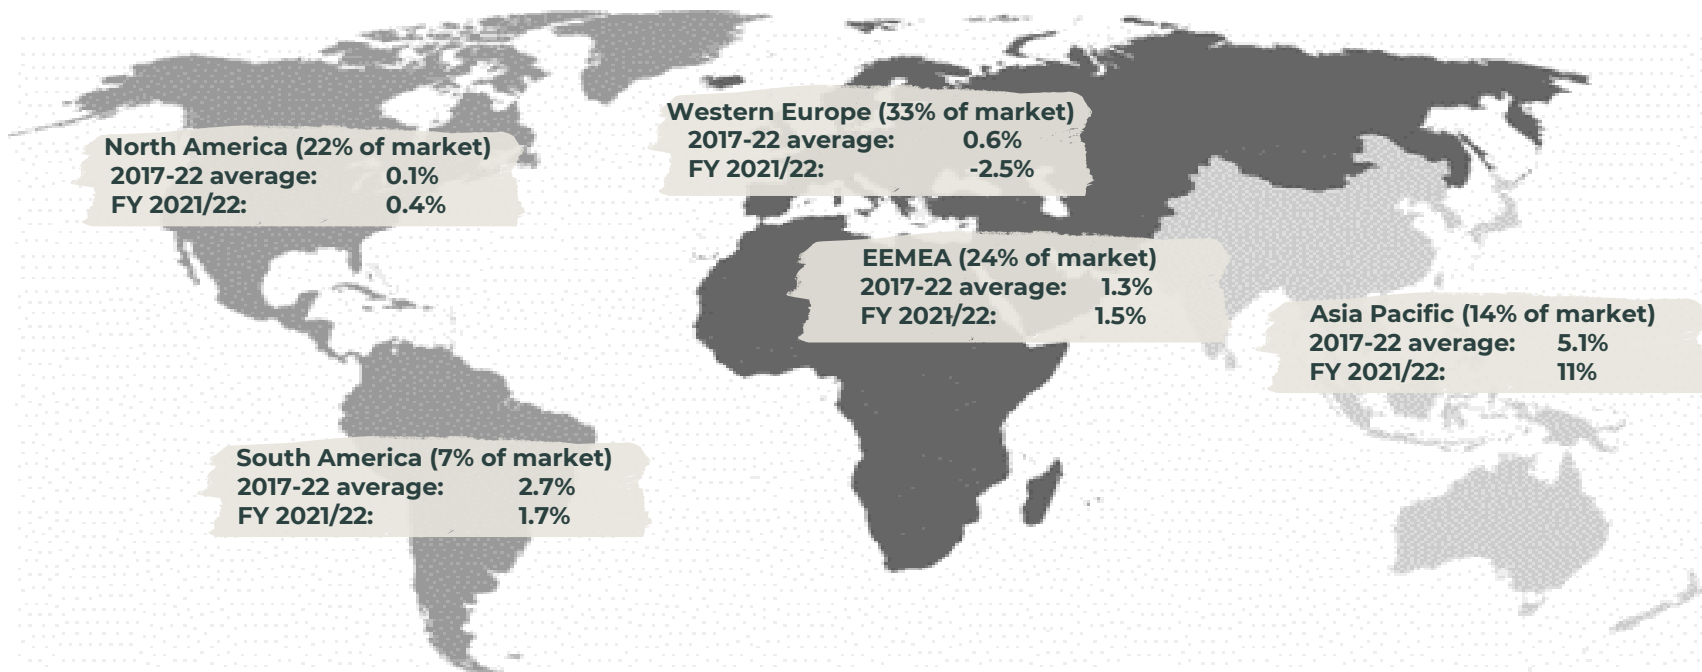 Western Europe (33% of market)
2017-22 average: 0.6%
FY 2021/22: -2.5%
North America (22% of market)
2017-22 average: 0.1%
FY 2021/22: 0.4%
EEMEA (24% of market)
2017-22 average: 1.3%
FY 2021/22: 1.5%
Asia Pacific (14% of market)
2017-22 average: 5.1%
FY 2021/22: 11%
South America (7% of market)
2017-22 average: 2.7%
FY 2021/22: 1.7%